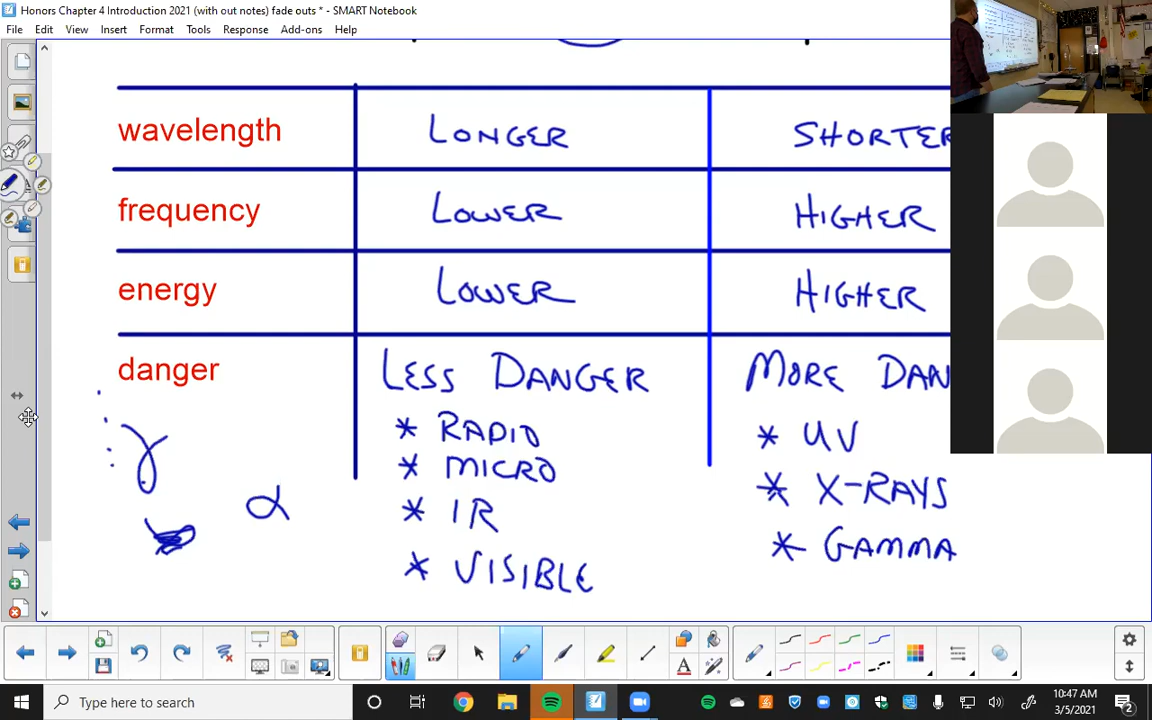 Honors Chapter 4 Introduction 2021 (with out notes) fade outs * - SMART Notebook
File Edit View Insert Format Tools Response Add-ons Help
wavelength LONGER SHORTER
frequency LOWER HIGHER
energy LOWER HIGHER
danger LESS DANGER MORE DAN
* RADIO * UV
* MICRO
γ * X-RAYS
α * IR
* GAMMA
* VISIBLE
A
Type here to search
10:47 AM
3/5/2021
2